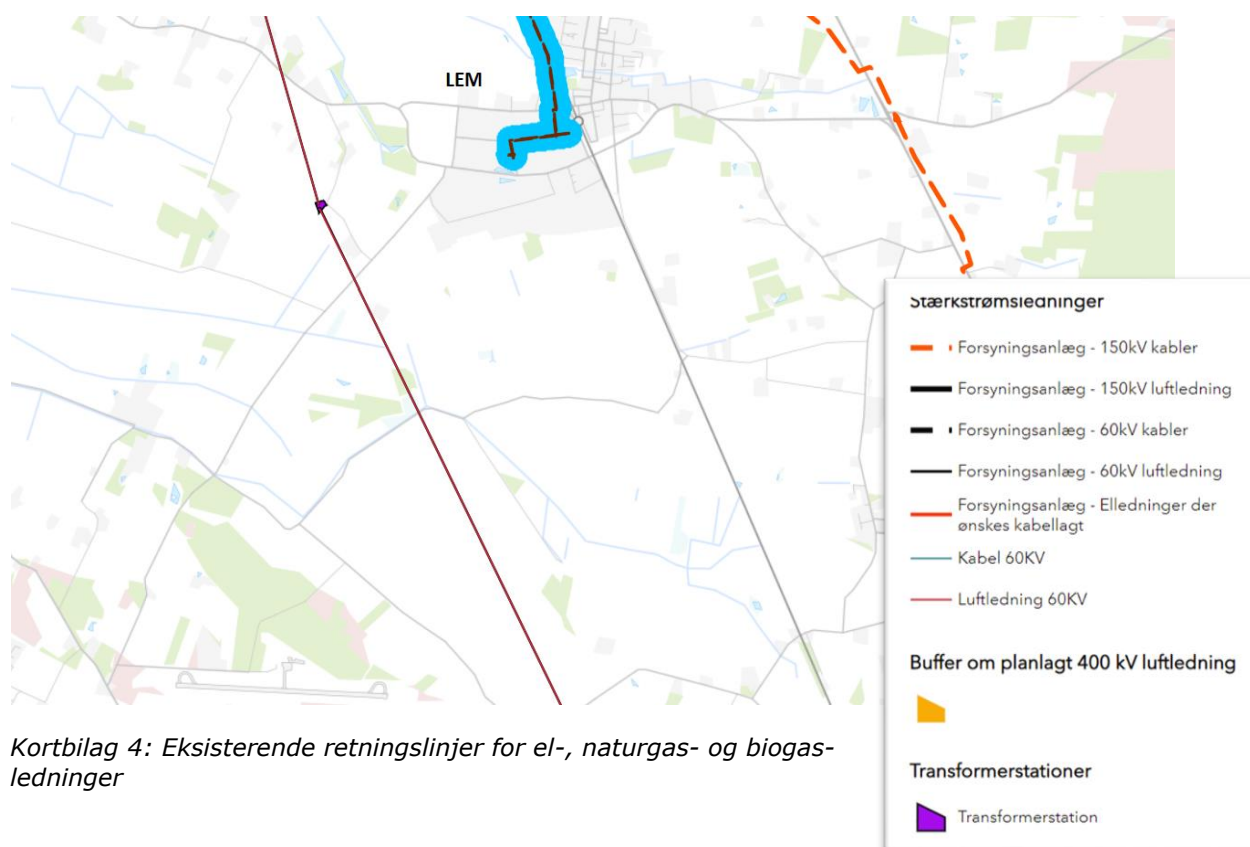 LEM
Stærkstrømsledninger
Forsyningsanlæg - 150kV kabler
Forsyningsanlæg - 150kV luftledning
Forsyningsanlæg - 60kV kabler
Forsyningsanlæg - 60kV luftledning
Forsyningsanlæg - Elledninger der
ønskes kabellagt
Kabel 60KV
Luftledning 60KV
Buffer om planlagt 400 kV luftledning
Transformerstationer
Transformerstation
Kortbilag 4: Eksisterende retningslinjer for el-, naturgas- og biogas-
ledninger